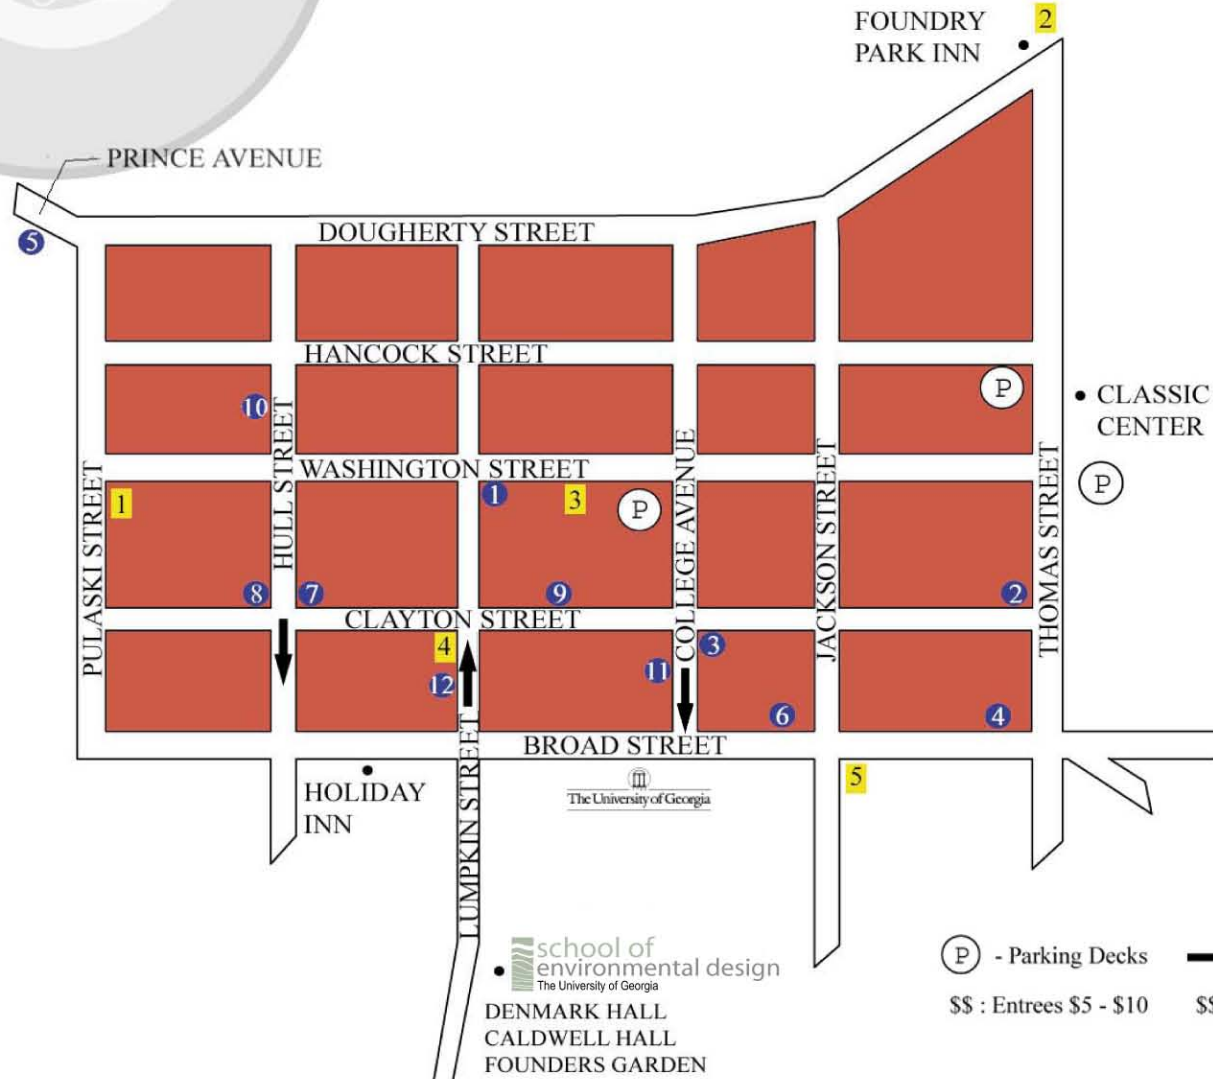 FOUNDRY
PARK INN
2
PRINCE AVENUE
5
DOUGHERTY STREET
HANCOCK STREET
P
CLASSIC
CENTER
10
HULL STREET
WASHINGTON STREET
COLLEGE AVENUE
JACKSON STREET
THOMAS STREET
PULASKI STREET
1
1
3
P
P
8
7
9
2
CLAYTON STREET
4
3
12
11
6
4
LUMPKIN STREET
BROAD STREET
HOLIDAY
INN
The University of Georgia
5
school of
environmental design
The University of Georgia
DENMARK HALL
CALDWELL HALL
FOUNDERS GARDEN
P - Parking Decks
$$ : Entrees $5 - $10